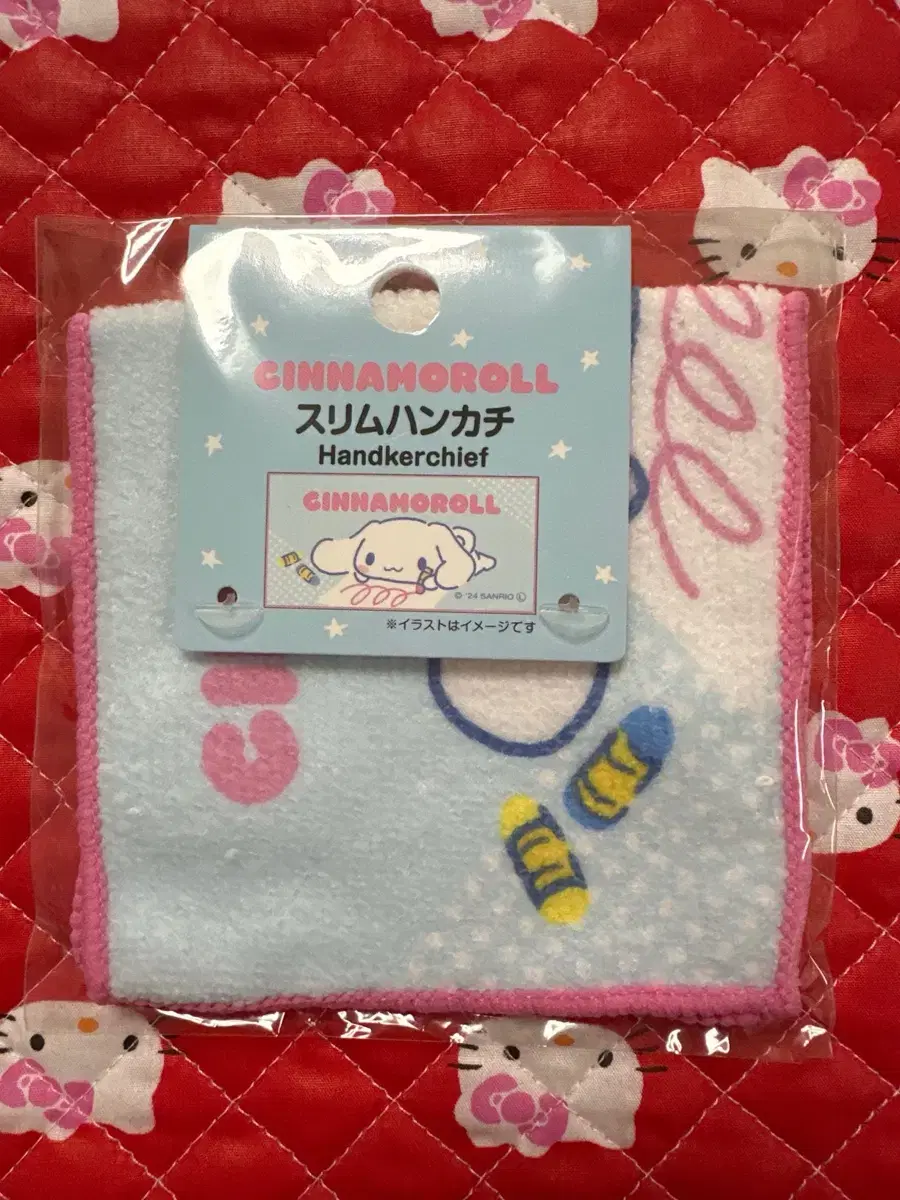 CINNAMOROLL
スリムハンカチ
Handkerchief
CINNAMOROLL
© '24 SANRIO Ⓛ
※イラストはイメージです
CI